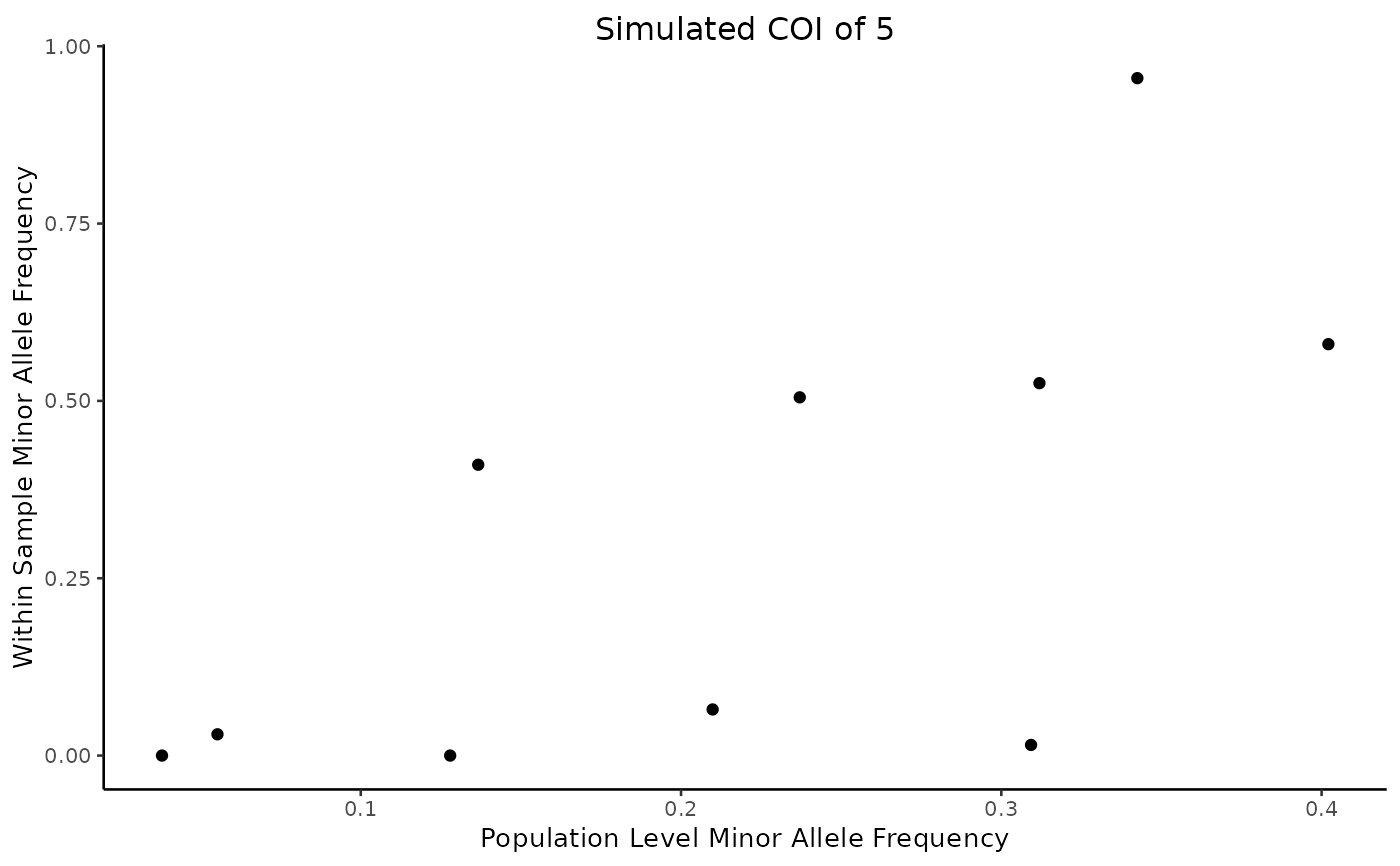 Simulated COI of 5
Within Sample Minor Allele Frequency
1.00
0.75
0.50
0.25
0.00
0.1 0.2 0.3 0.4
Population Level Minor Allele Frequency